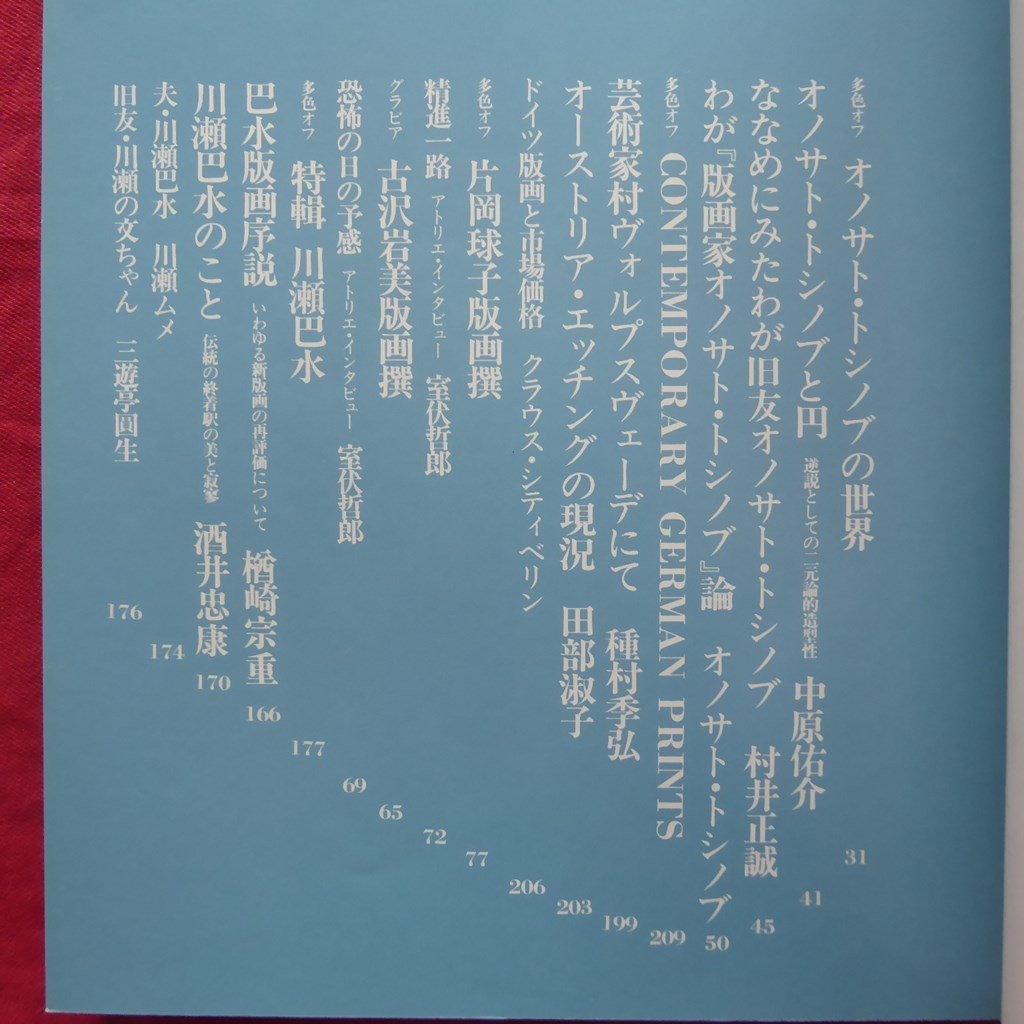 多色オフ オノサト・トシノブの世界 31
オノサト・トシノブと円 逆説としての二元論的造型性 中原佑介 41
ななめにみたわが旧友オノサト・トシノブ 村井正誠 45
わが『版画家オノサト・トシノブ』論 オノサト・トシノブ 50
多色オフ CONTEMPORARY GERMAN PRINTS 209
芸術家村ヴォルプスヴェーデにて 種村季弘 199
オーストリア・エッチングの現況 田部淑子 203
ドイツ版画と市場価格 クラウス・シティベリン 206
多色オフ 片岡球子版画撰 77
精進一路 アトリエ・インタビュー 室伏哲郎 72
グラビア 古沢岩美版画撰 65
恐怖の日の予感 アトリエ・インタビュー 室伏哲郎 69
多色オフ 特輯 川瀬巴水 177
巴水版画序説 いわゆる新版画の再評価について 楢崎宗重 166
川瀬巴水のこと 伝統の終着駅の美と寂寥 酒井忠康 170
夫・川瀬巴水 川瀬ムメ 174
旧友・川瀬の文ちゃん 三遊亭圓生 176